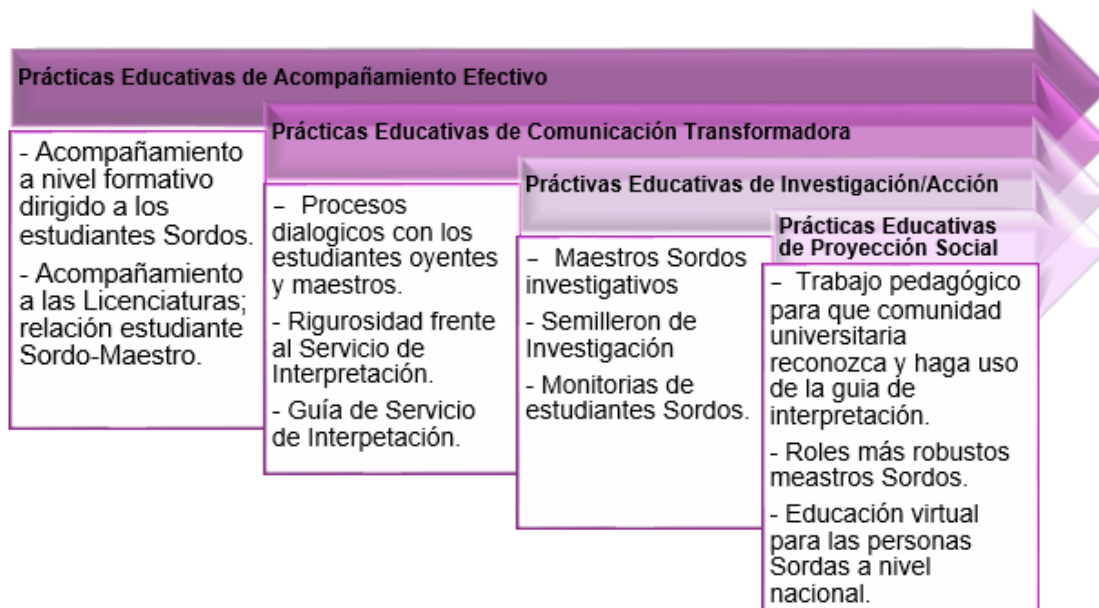 Prácticas Educativas de Acompañamiento Efectivo
- Acompañamiento
a nivel formativo
dirigido a los
estudiantes Sordos.
- Acompañamiento
a las Licenciaturas;
relación estudiante
Sordo-Maestro.
Prácticas Educativas de Comunicación Transformadora
- Procesos
dialogicos con los
estudiantes oyentes
y maestros.
- Rigurosidad frente
al Servicio de
Interpretación.
- Guía de Servicio
de Interpetación.
Práctivas Educativas de Investigación/Acción
- Maestros Sordos
investigativos
- Semilleron de
Investigación
- Monitorias de
estudiantes Sordos.
Prácticas Educativas
de Proyección Social
- Trabajo pedagógico
para que comunidad
universitaria
reconozca y haga uso
de la guia de
interpretación.
- Roles más robustos
meastros Sordos.
- Educación virtual
para las personas
Sordas a nivel
nacional.